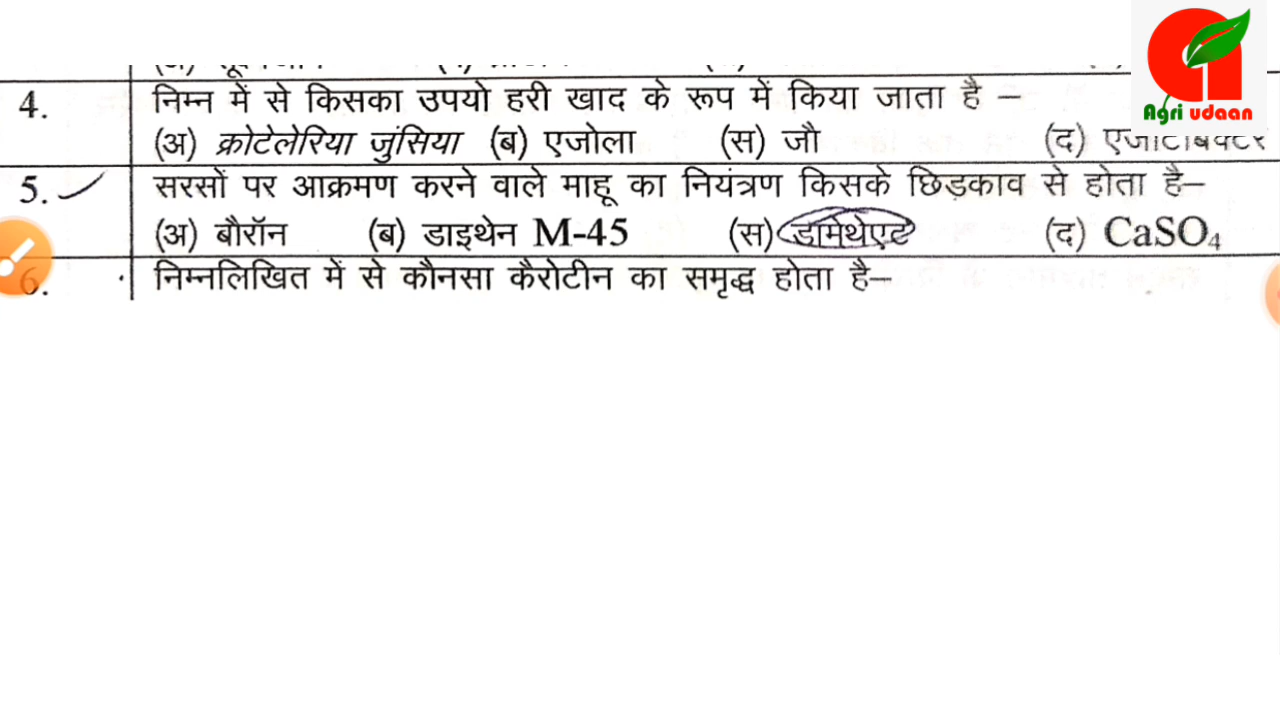 4. निम्न में से किसका उपयो हरी खाद के रूप में किया जाता है –
(अ) क्रोटेलेरिया जुंसिया (ब) एजोला (स) जौ (द) एजोटोबेक्टर
5. सरसों पर आक्रमण करने वाले माहू का नियंत्रण किसके छिड़काव से होता है–
(अ) बौरॉन (ब) डाइथेन M-45 (स) डामेथेएट (द) CaSO₄
6. निम्नलिखित में से कौनसा कैरोटीन का समृद्ध होता है–
Agri udaan